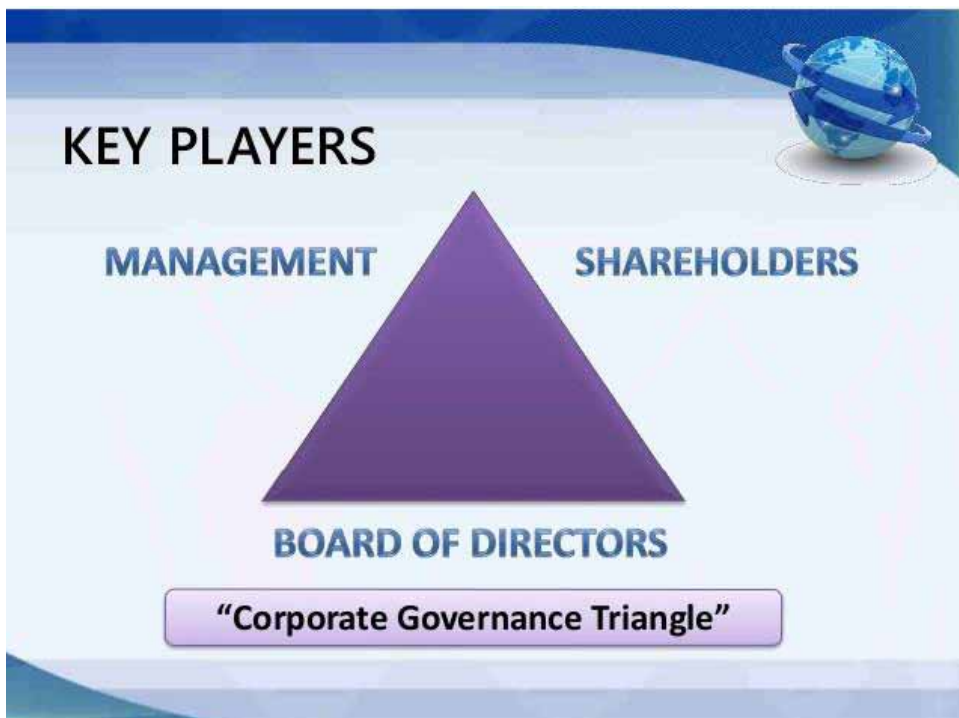 KEY PLAYERS
MANAGEMENT
SHAREHOLDERS
BOARD OF DIRECTORS
“Corporate Governance Triangle”